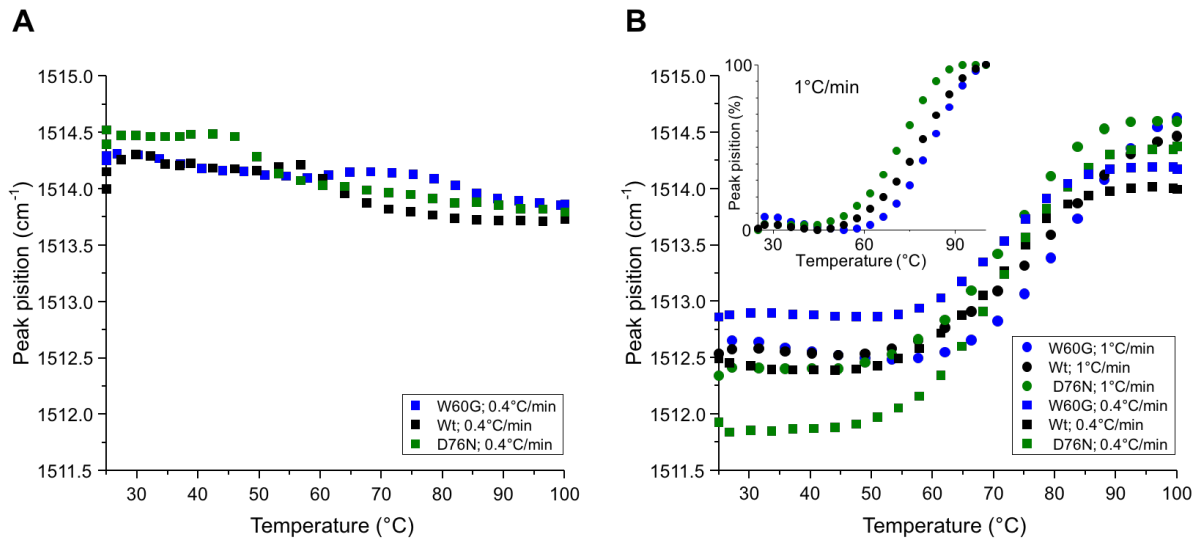 A
B
1515.0
1514.5
1514.0
1513.5
1513.0
1512.5
1512.0
1511.5
Peak pisition (cm-1)
30 40 50 60 70 80 90 100
Temperature (°C)
W60G; 0.4°C/min
Wt; 0.4°C/min
D76N; 0.4°C/min
1515.0
1514.5
1514.0
1513.5
1513.0
1512.5
1512.0
1511.5
Peak pisition (cm-1)
30 40 50 60 70 80 90 100
Temperature (°C)
100
0
Peak pisition (%)
1°C/min
30 60 90
Temperature (°C)
W60G; 1°C/min
Wt; 1°C/min
D76N; 1°C/min
W60G; 0.4°C/min
Wt; 0.4°C/min
D76N; 0.4°C/min